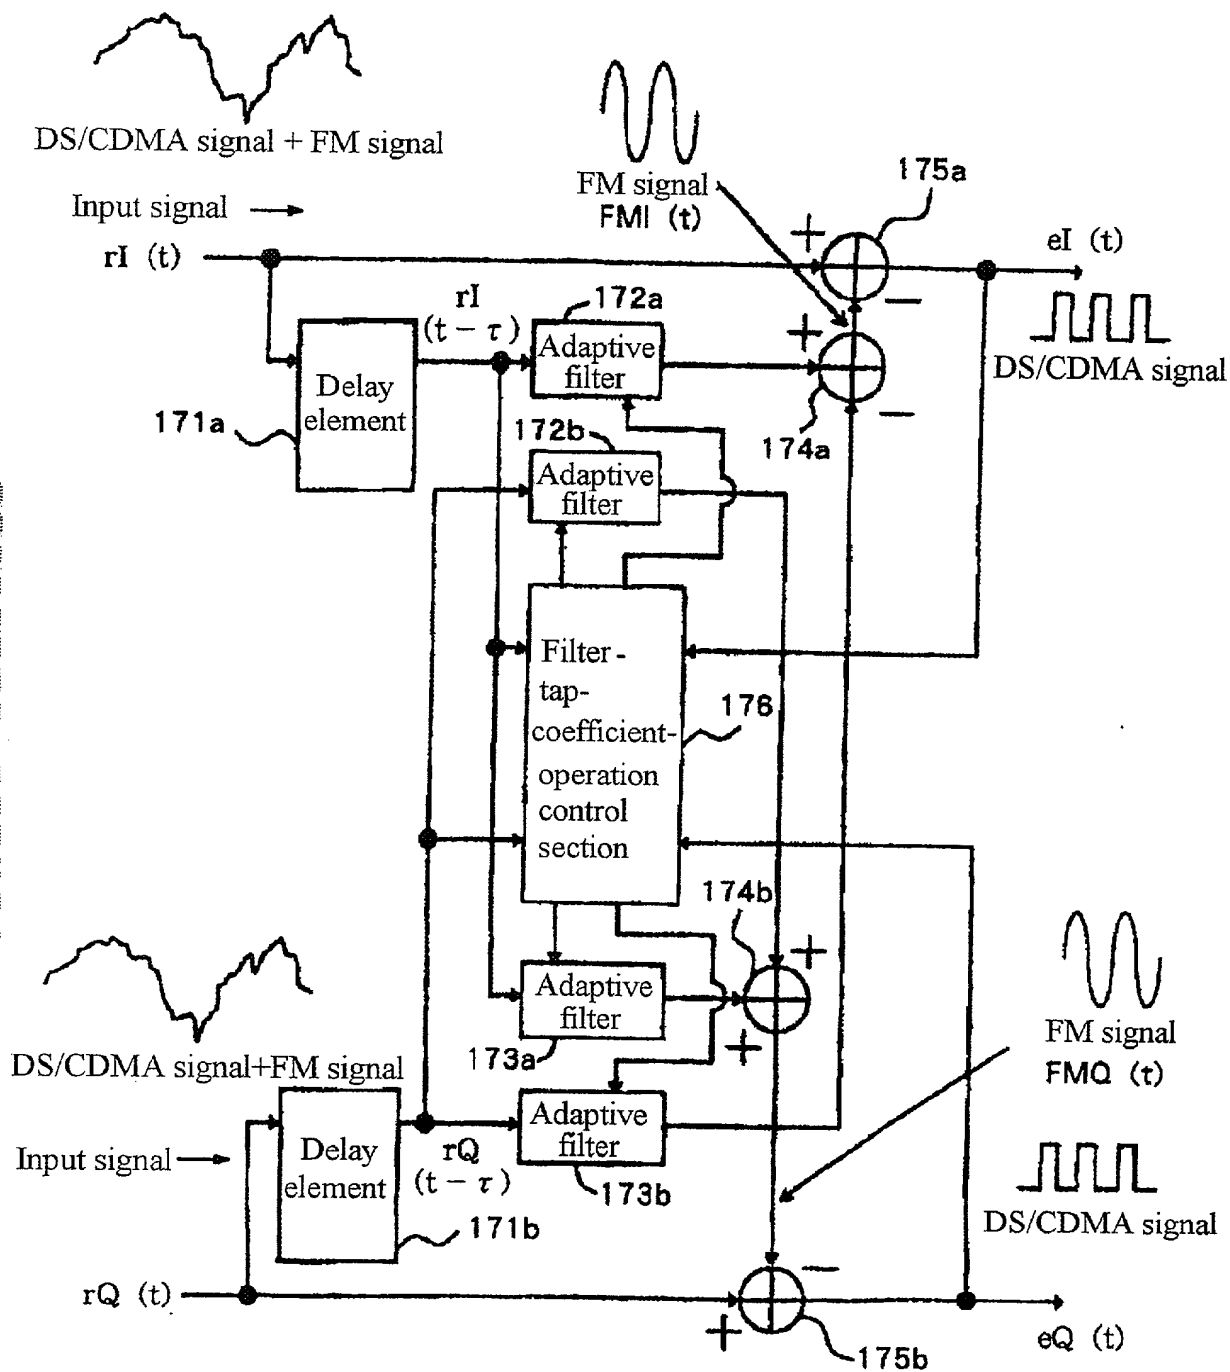 DS/CDMA signal + FM signal
FM signal
FMI (t)
175a
Input signal
rI (t)
+
eI (t)
−
rI
(t − τ)
172a
Adaptive
filter
+
DS/CDMA signal
Delay
element
171a
−
174a
172b
Adaptive
filter
Filter-
tap-
coefficient-
operation
control
section
176
174b
+
Adaptive
filter
173a
+
DS/CDMA signal+FM signal
FM signal
FMQ (t)
Input signal
Delay
element
171b
rQ
(t − τ)
Adaptive
filter
173b
DS/CDMA signal
−
rQ (t)
+
175b
eQ (t)